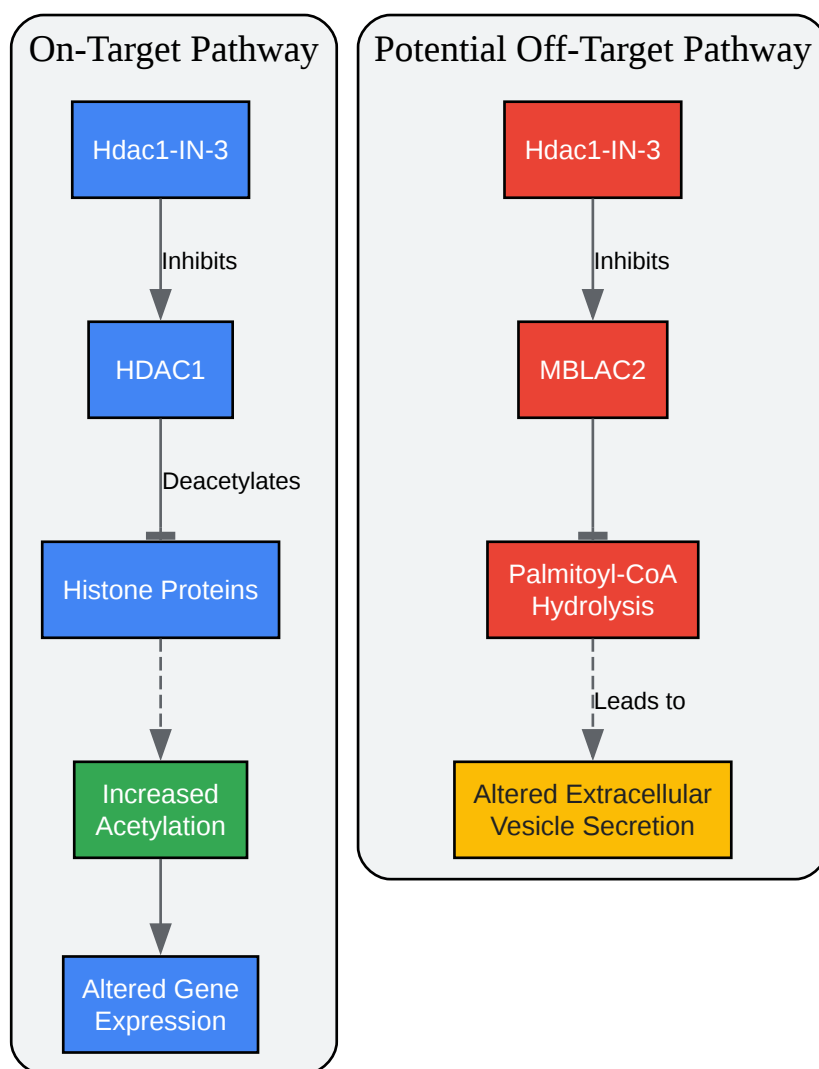 On-Target Pathway
Hdac1-IN-3
Inhibits
HDAC1
Deacetylates
Histone Proteins
Increased
Acetylation
Altered Gene
Expression
Potential Off-Target Pathway
Hdac1-IN-3
Inhibits
MBLAC2
Palmitoyl-CoA
Hydrolysis
Leads to
Altered Extracellular
Vesicle Secretion